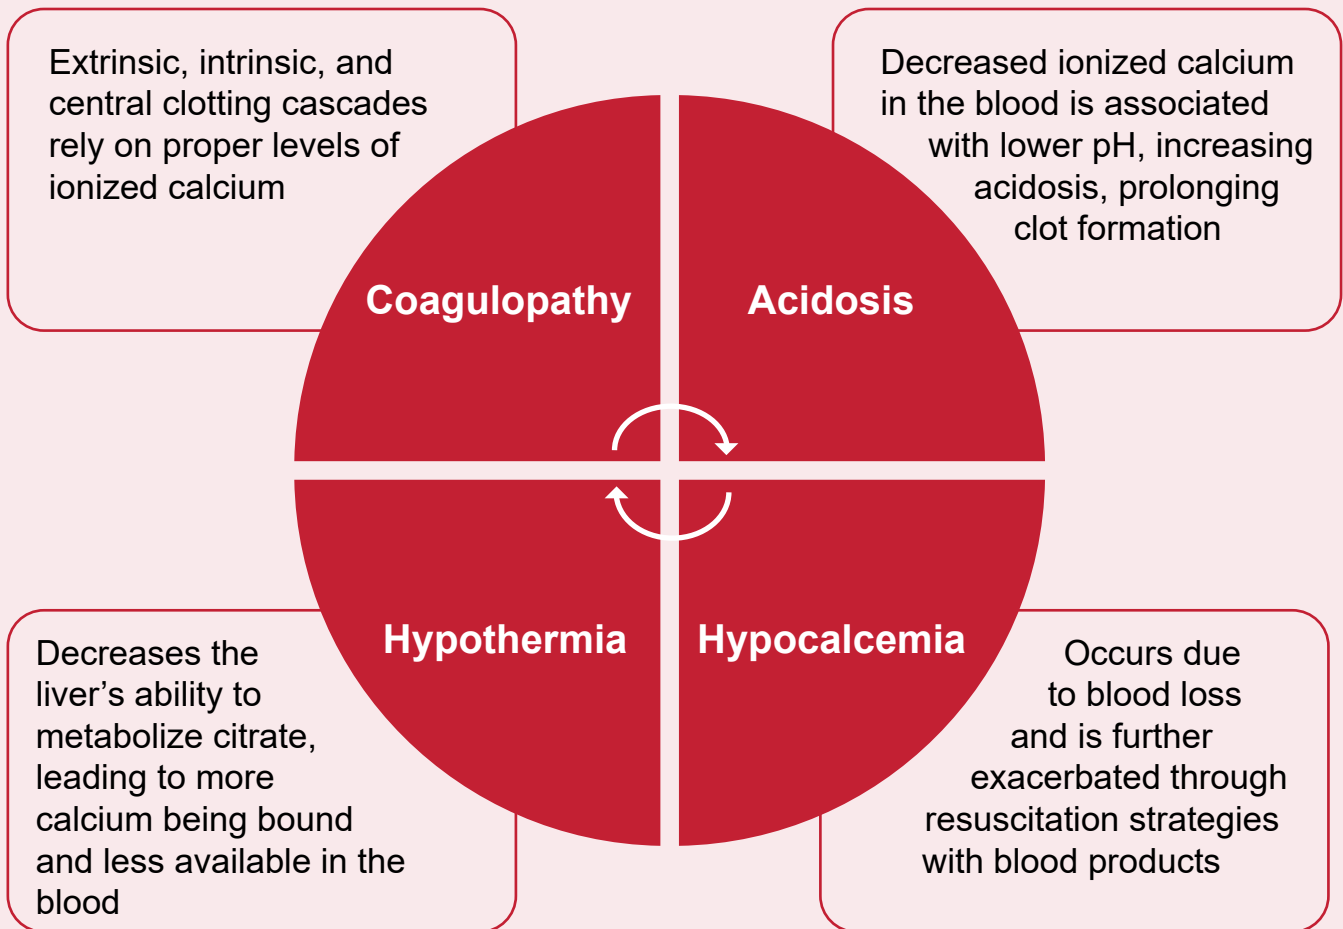 Extrinsic, intrinsic, and
central clotting cascades
rely on proper levels of
ionized calcium
Decreased ionized calcium
in the blood is associated
with lower pH, increasing
acidosis, prolonging
clot formation
Coagulopathy
Acidosis
Hypothermia
Hypocalcemia
Decreases the
liver’s ability to
metabolize citrate,
leading to more
calcium being bound
and less available in the
blood
Occurs due
to blood loss
and is further
exacerbated through
resuscitation strategies
with blood products